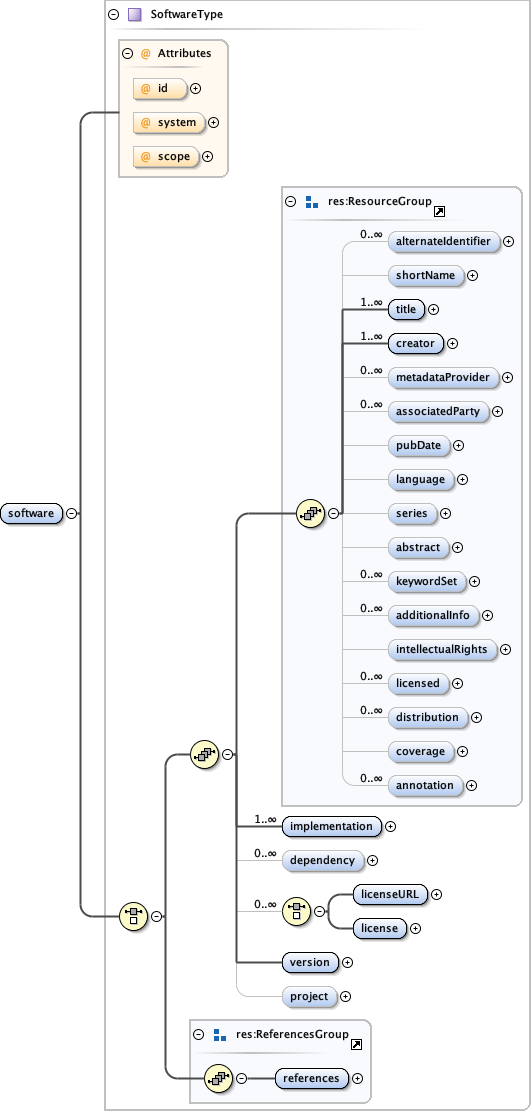 SoftwareType
@ Attributes
@ id
@ system
@ scope
res:ResourceGroup
0..∞ alternateIdentifier
shortName
1..∞ title
1..∞ creator
0..∞ metadataProvider
0..∞ associatedParty
pubDate
language
software
series
abstract
0..∞ keywordSet
0..∞ additionalInfo
intellectualRights
0..∞ licensed
0..∞ distribution
coverage
0..∞ annotation
1..∞ implementation
0..∞ dependency
0..∞
licenseURL
license
version
project
res:ReferencesGroup
references